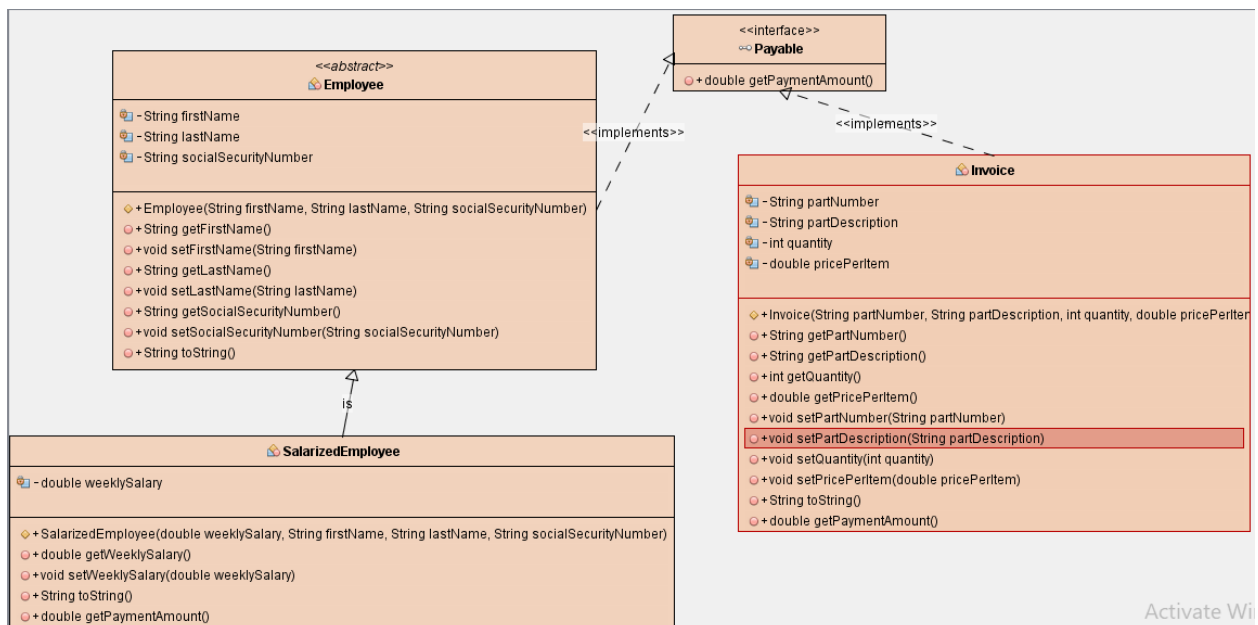 <<interface>>
Payable
+double getPaymentAmount()
<<abstract>>
Employee
-String firstName
-String lastName
-String socialSecurityNumber
+Employee(String firstName, String lastName, String socialSecurityNumber)
+String getFirstName()
+void setFirstName(String firstName)
+String getLastName()
+void setLastName(String lastName)
+String getSocialSecurityNumber()
+void setSocialSecurityNumber(String socialSecurityNumber)
+String toString()
<<implements>>
<<implements>>
Invoice
-String partNumber
-String partDescription
-int quantity
-double pricePerItem
+Invoice(String partNumber, String partDescription, int quantity, double pricePerIten
+String getPartNumber()
+String getPartDescription()
+int getQuantity()
+double getPricePerItem()
+void setPartNumber(String partNumber)
+void setPartDescription(String partDescription)
+void setQuantity(int quantity)
+void setPricePerItem(double pricePerItem)
+String toString()
+double getPaymentAmount()
is
SalarizedEmployee
-double weeklySalary
+SalarizedEmployee(double weeklySalary, String firstName, String lastName, String socialSecurityNumber)
+double getWeeklySalary()
+void setWeeklySalary(double weeklySalary)
+String toString()
+double getPaymentAmount()
Activate Wi